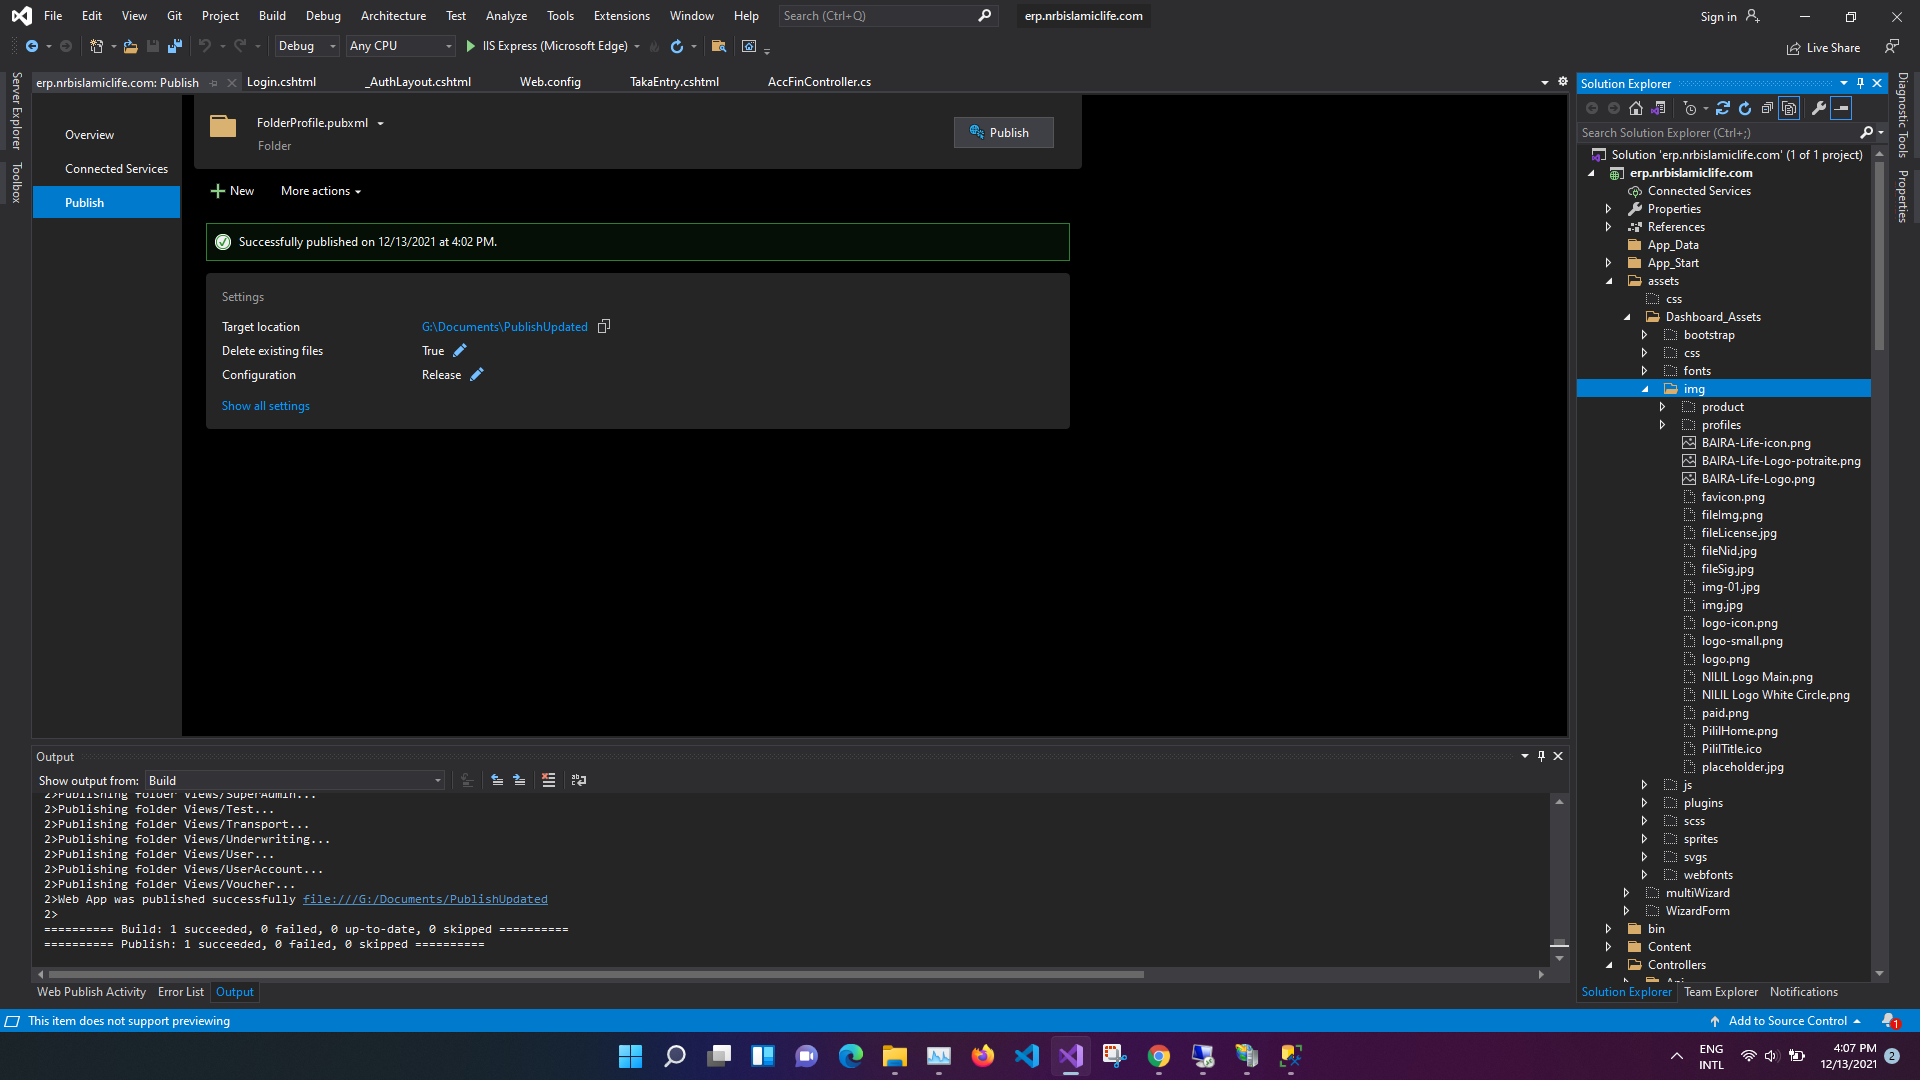 File Edit View Git Project Build Debug Architecture Test Analyze Tools Extensions Window Help Search (Ctrl+Q) erp.nrbislamiclife.com Sign in
Debug Any CPU IIS Express (Microsoft Edge) Live Share
Server Explorer
Toolbox
erp.nrbislamiclife.com: Publish Login.cshtml _AuthLayout.cshtml Web.config TakaEntry.cshtml AccFinController.cs
Overview
Connected Services
Publish
FolderProfile.pubxml
Folder
Publish
New More actions
Successfully published on 12/13/2021 at 4:02 PM.
Settings
Target location G:\Documents\PublishUpdated
Delete existing files True
Configuration Release
Show all settings
Output
Show output from: Build
2>Publishing folder Views/SuperAdmin...
2>Publishing folder Views/Test...
2>Publishing folder Views/Transport...
2>Publishing folder Views/Underwriting...
2>Publishing folder Views/User...
2>Publishing folder Views/UserAccount...
2>Publishing folder Views/Voucher...
2>Web App was published successfully file:///G:/Documents/PublishUpdated
2>
========== Build: 1 succeeded, 0 failed, 0 up-to-date, 0 skipped ==========
========== Publish: 1 succeeded, 0 failed, 0 skipped ==========
Web Publish Activity Error List Output
Solution Explorer
Search Solution Explorer (Ctrl+;)
Solution 'erp.nrbislamiclife.com' (1 of 1 project)
erp.nrbislamiclife.com
Connected Services
Properties
References
App_Data
App_Start
assets
css
Dashboard_Assets
bootstrap
css
fonts
img
product
profiles
BAIRA-Life-icon.png
BAIRA-Life-Logo-potraite.png
BAIRA-Life-Logo.png
favicon.png
fileImg.png
fileLicense.jpg
fileNid.jpg
fileSig.jpg
img-01.jpg
img.jpg
logo-icon.png
logo-small.png
logo.png
NILIL Logo Main.png
NILIL Logo White Circle.png
paid.png
PililHome.png
PililTitle.ico
placeholder.jpg
js
plugins
scss
sprites
svgs
webfonts
multiWizard
WizardForm
bin
Content
Controllers
Solution Explorer Team Explorer Notifications
Diagnostic Tools
Properties
This item does not support previewing Add to Source Control 1
ENG
INTL
4:07 PM
12/13/2021
2